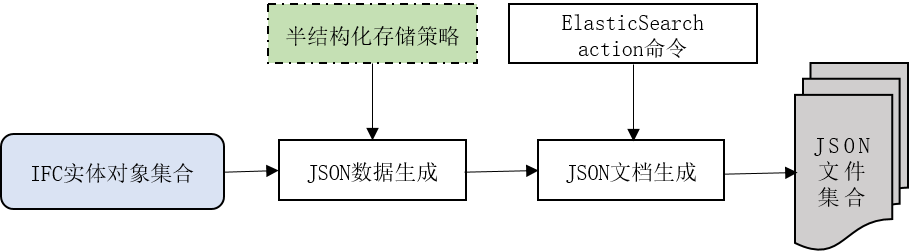 半结构化存储策略
ElasticSearch
action命令
IFC实体对象集合
JSON数据生成
JSON文档生成
JSON
文件
集合